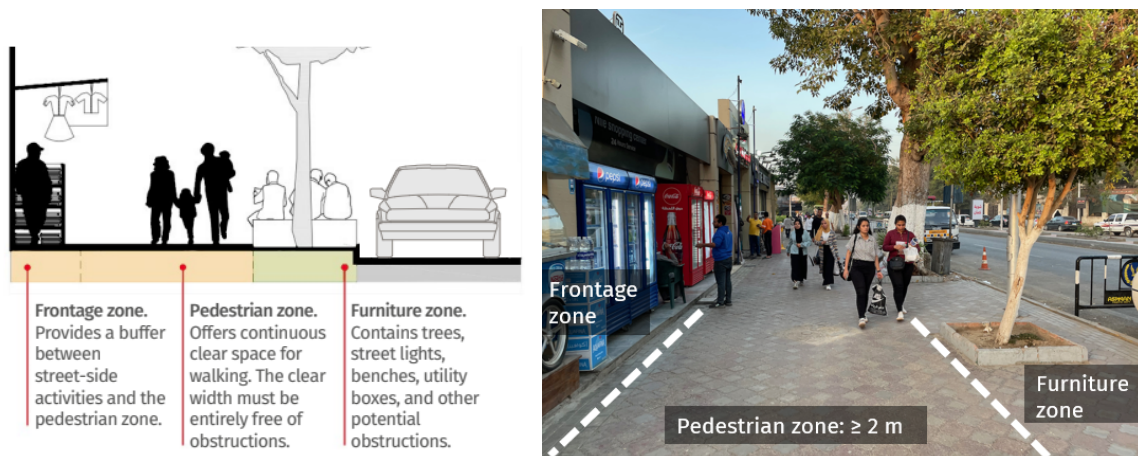 Frontage zone.
Provides a buffer
between
street-side
activities and the
pedestrian zone.
Pedestrian zone.
Offers continuous
clear space for
walking. The clear
width must be
entirely free of
obstructions.
Furniture zone.
Contains trees,
street lights,
benches, utility
boxes, and other
potential
obstructions.
pepsi
pepsi
Coca-Cola
Frontage
zone
Pedestrian zone: ≥ 2 m
Furniture
zone